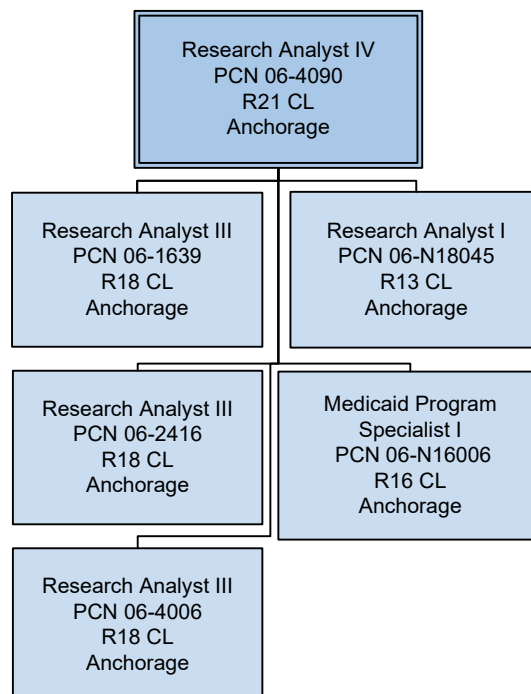 Research Analyst IV
PCN 06-4090
R21 CL
Anchorage
Research Analyst III
PCN 06-1639
R18 CL
Anchorage
Research Analyst I
PCN 06-N18045
R13 CL
Anchorage
Research Analyst III
PCN 06-2416
R18 CL
Anchorage
Medicaid Program
Specialist I
PCN 06-N16006
R16 CL
Anchorage
Research Analyst III
PCN 06-4006
R18 CL
Anchorage